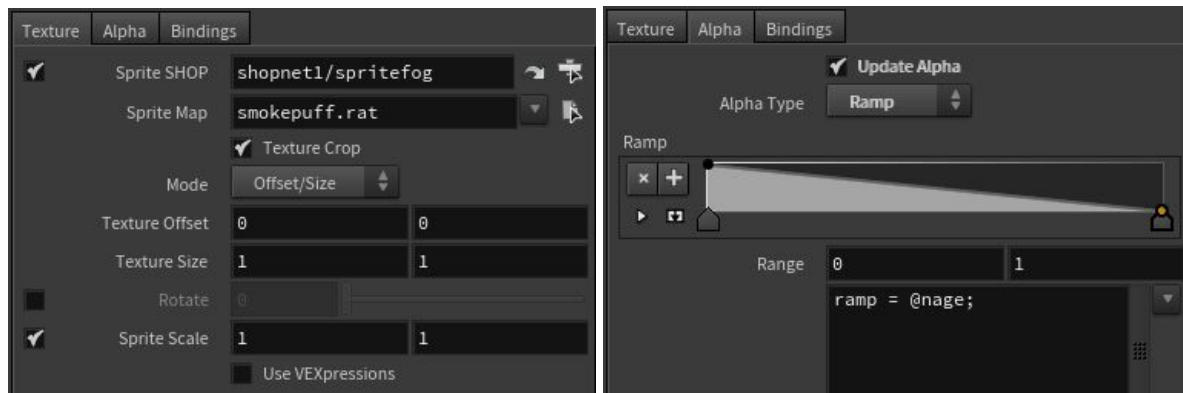 Texture Alpha Bindings
Sprite SHOP shopnet1/spritefog
Sprite Map smokepuff.rat
Texture Crop
Mode Offset/Size
Texture Offset 0 0
Texture Size 1 1
Rotate 0
Sprite Scale 1 1
Use VEXpressions
Texture Alpha Bindings
Update Alpha
Alpha Type Ramp
Ramp
Range 0 1
ramp = @nage;